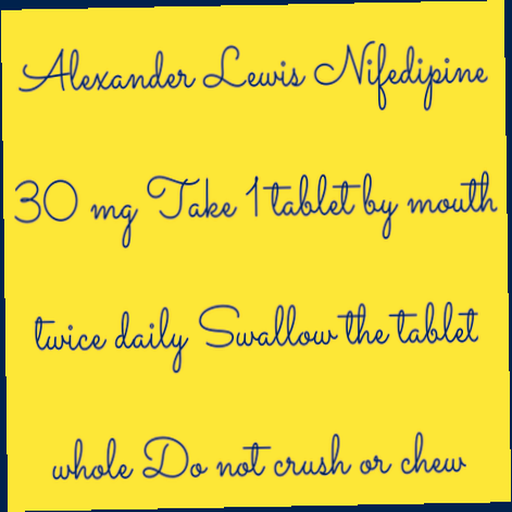 Alexander Lewis Nifedipine
30 mg Take 1 tablet by mouth
twice daily Swallow the tablet
whole Do not crush or chew